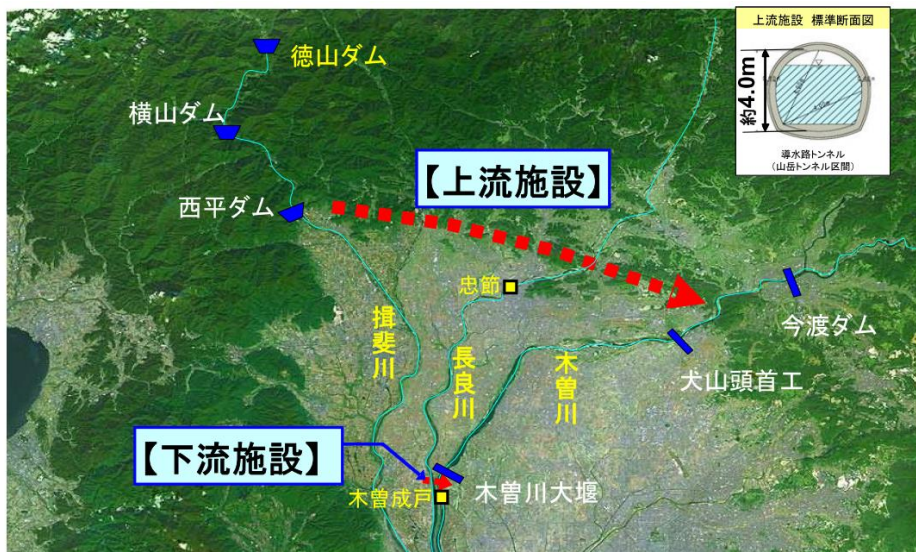 上流施設 標準断面図
約4.0m
導水路トンネル
(山岳トンネル区間)
徳山ダム
横山ダム
西平ダム
【上流施設】
忠節
今渡ダム
犬山頭首工
揖斐川
長良川
木曽川
【下流施設】
木曽成戸
木曽川大堰